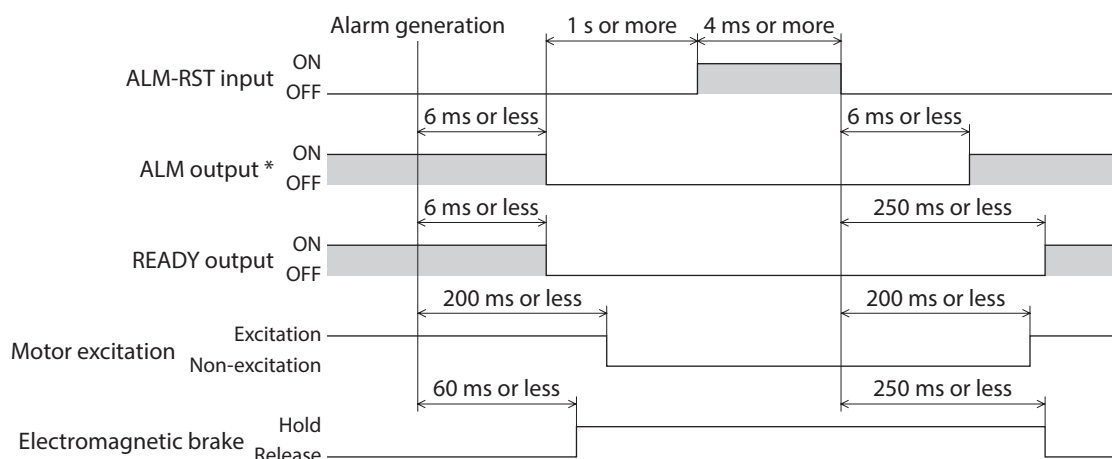 Alarm generation
1 s or more
4 ms or more
ALM-RST input
ON
OFF
6 ms or less
6 ms or less
ALM output *
ON
OFF
6 ms or less
250 ms or less
READY output
ON
OFF
200 ms or less
200 ms or less
Motor excitation
Excitation
Non-excitation
60 ms or less
250 ms or less
Electromagnetic brake
Hold
Release